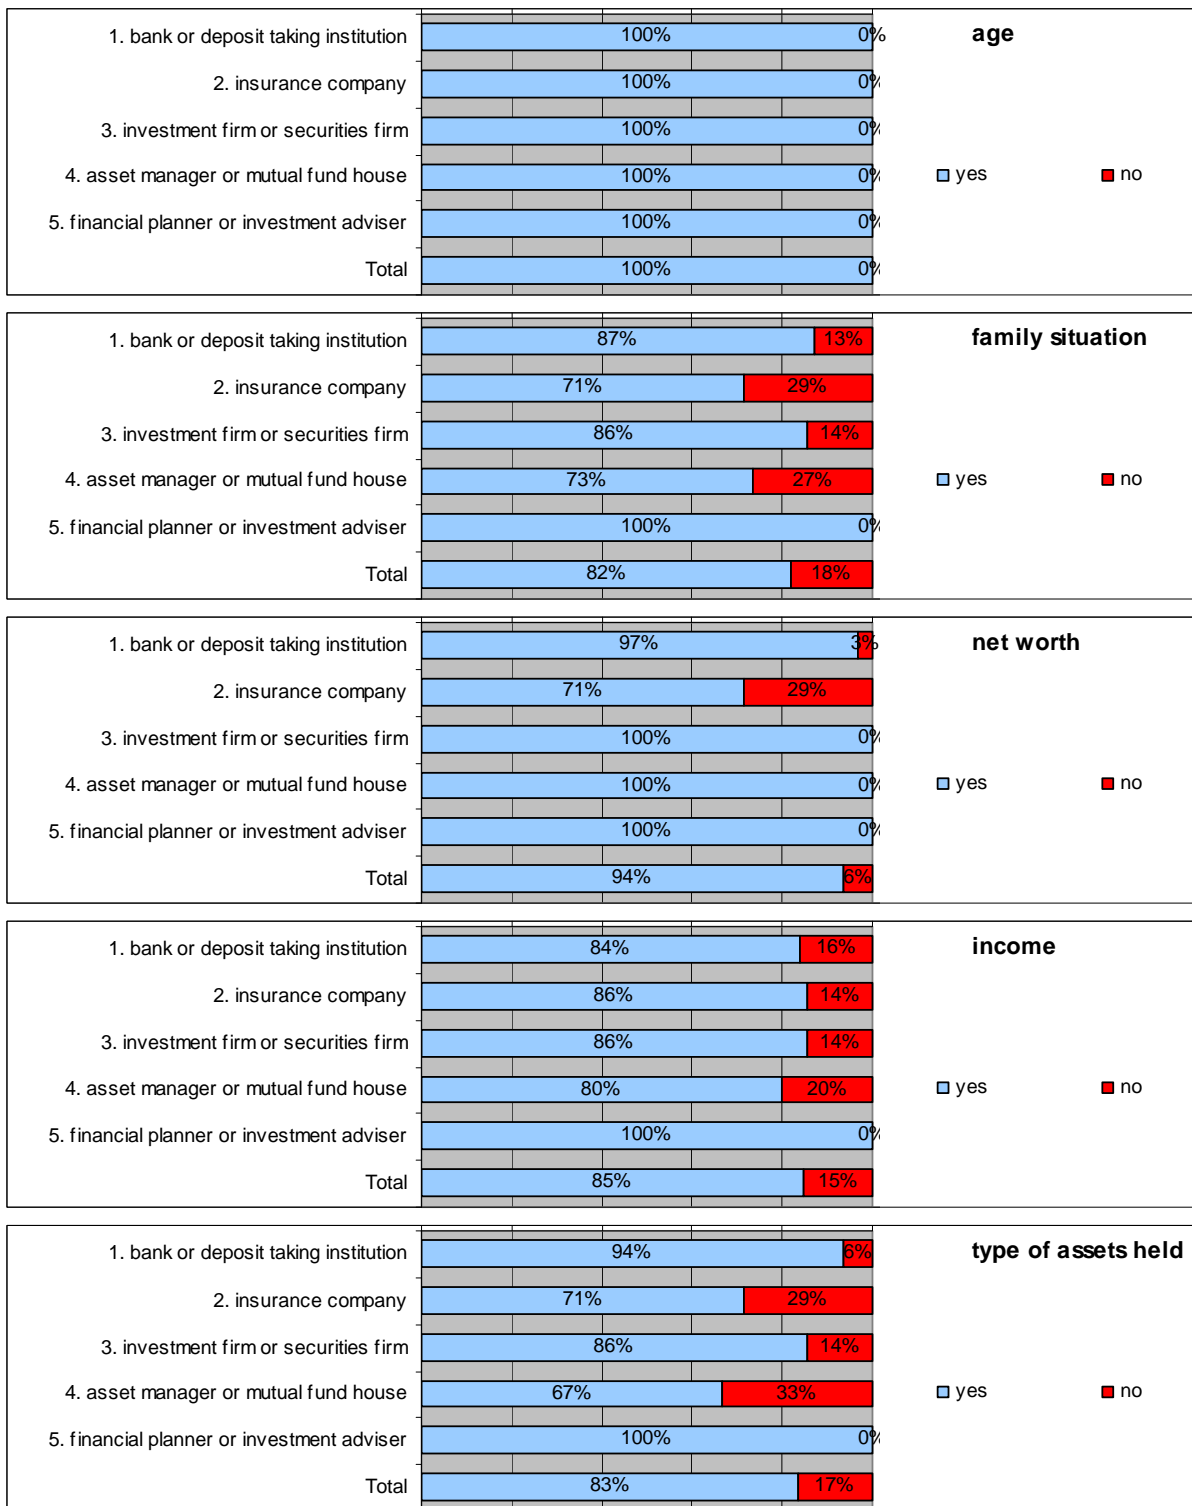 1. bank or deposit taking institution 100% 0% age
2. insurance company 100% 0%
3. investment firm or securities firm 100% 0%
4. asset manager or mutual fund house 100% 0% yes no
5. financial planner or investment adviser 100% 0%
Total 100% 0%
1. bank or deposit taking institution 87% 13% family situation
2. insurance company 71% 29%
3. investment firm or securities firm 86% 14%
4. asset manager or mutual fund house 73% 27% yes no
5. financial planner or investment adviser 100% 0%
Total 82% 18%
1. bank or deposit taking institution 97% 3% net worth
2. insurance company 71% 29%
3. investment firm or securities firm 100% 0%
4. asset manager or mutual fund house 100% 0% yes no
5. financial planner or investment adviser 100% 0%
Total 94% 6%
1. bank or deposit taking institution 84% 16% income
2. insurance company 86% 14%
3. investment firm or securities firm 86% 14%
4. asset manager or mutual fund house 80% 20% yes no
5. financial planner or investment adviser 100% 0%
Total 85% 15%
1. bank or deposit taking institution 94% 6% type of assets held
2. insurance company 71% 29%
3. investment firm or securities firm 86% 14%
4. asset manager or mutual fund house 67% 33% yes no
5. financial planner or investment adviser 100% 0%
Total 83% 17%